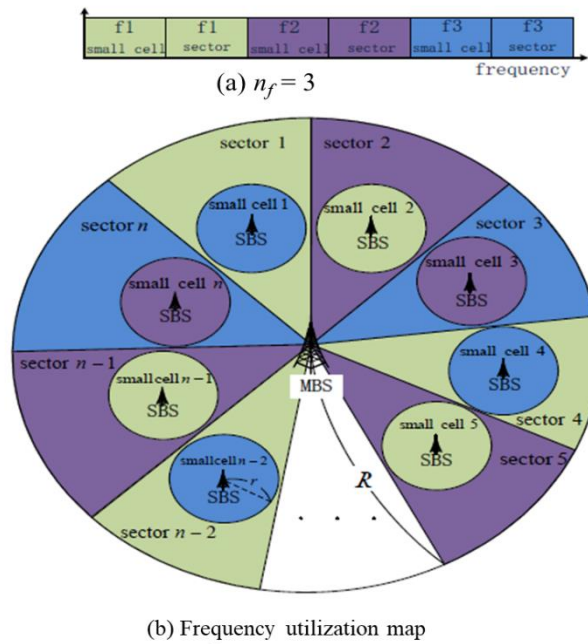 f1 f1 f2 f2 f3 f3
small cell sector small cell sector small cell sector
frequency
(a) n_f = 3
sector 1 sector 2
small cell 1 small cell 2
SBS SBS
sector n sector 3
small cell n small cell 3
SBS SBS
MBS
sector n-1 small cell 4
small cell n-1 SBS
SBS sector 4
small cell 5
SBS sector 5
small cell n-2
r
SBS R
sector n-2
. . .
(b) Frequency utilization map